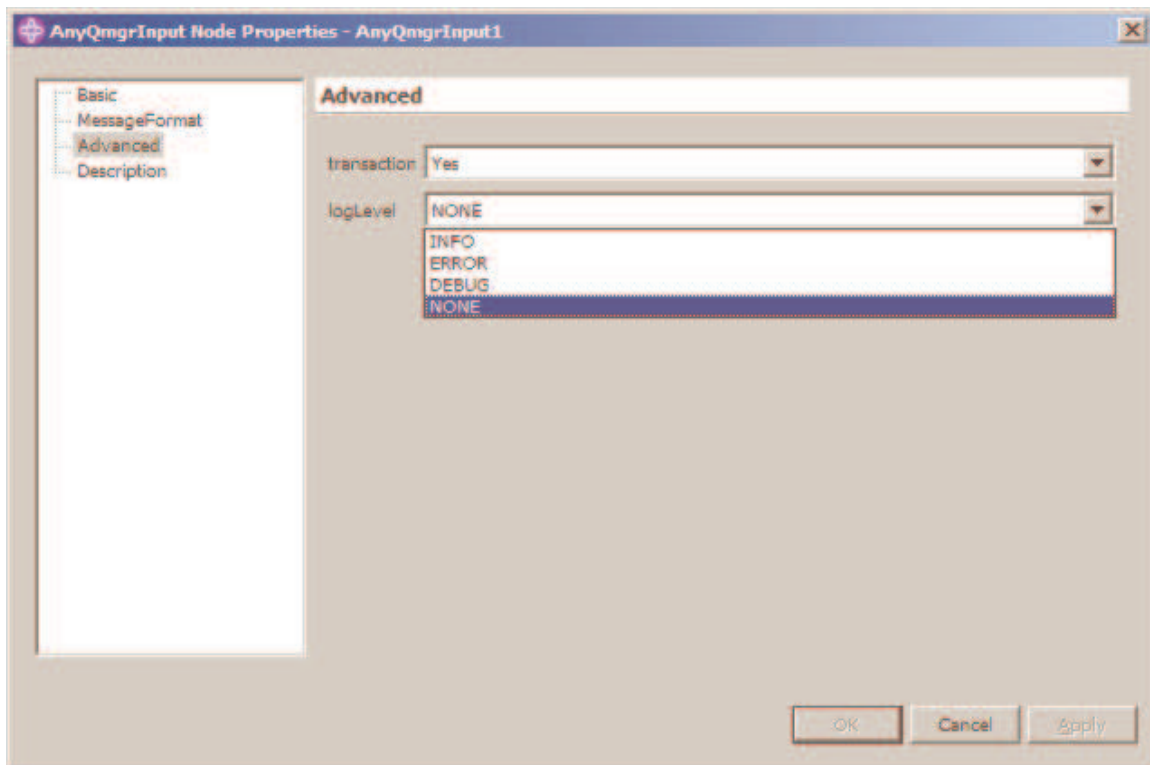 AnyQmgrInput Node Properties - AnyQmgrInput1
Basic
MessageFormat
Advanced
Description
Advanced
transaction Yes
logLevel NONE
INFO
ERROR
DEBUG
NONE
OK Cancel Apply